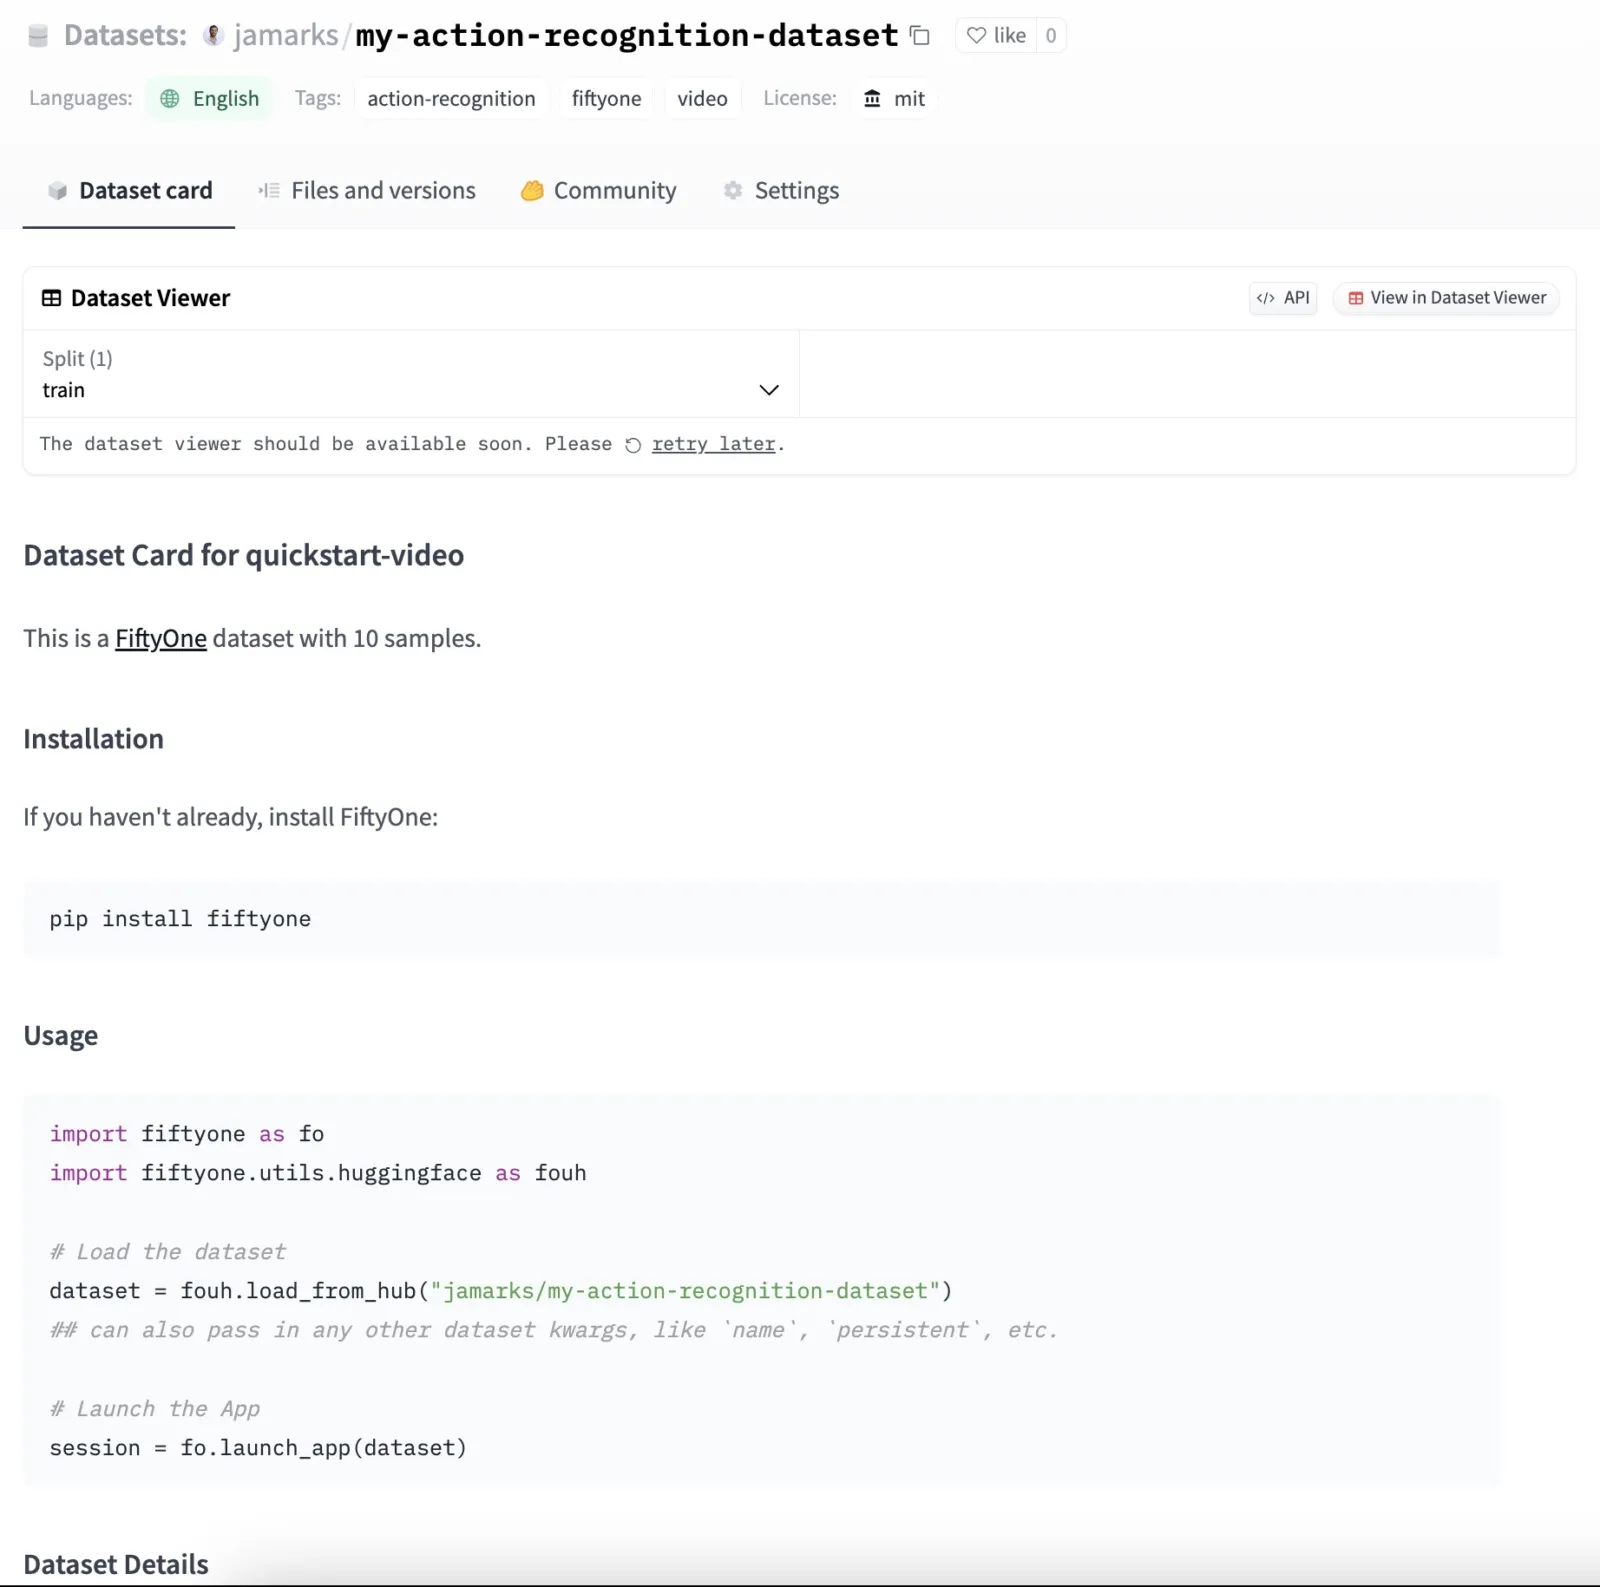 Datasets: jamarks/my-action-recognition-dataset like 0
Languages: English Tags: action-recognition fiftyone video License: mit
Dataset card Files and versions Community Settings
Dataset Viewer </> API View in Dataset Viewer
Split (1)
train
The dataset viewer should be available soon. Please retry later.
Dataset Card for quickstart-video
This is a FiftyOne dataset with 10 samples.
Installation
If you haven't already, install FiftyOne:
pip install fiftyone
Usage
import fiftyone as fo
import fiftyone.utils.huggingface as fouh
# Load the dataset
dataset = fouh.load_from_hub("jamarks/my-action-recognition-dataset")
## can also pass in any other dataset kwargs, like `name`, `persistent`, etc.
# Launch the App
session = fo.launch_app(dataset)
Dataset Details